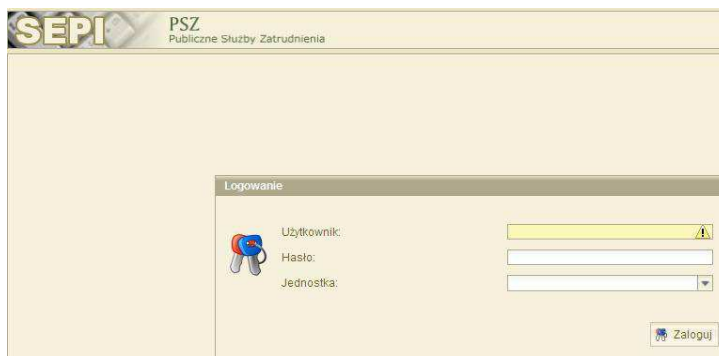 SEPI
PSZ
Publiczne Służby Zatrudnienia
Logowanie
Użytkownik:
Hasło:
Jednostka:
Zaloguj